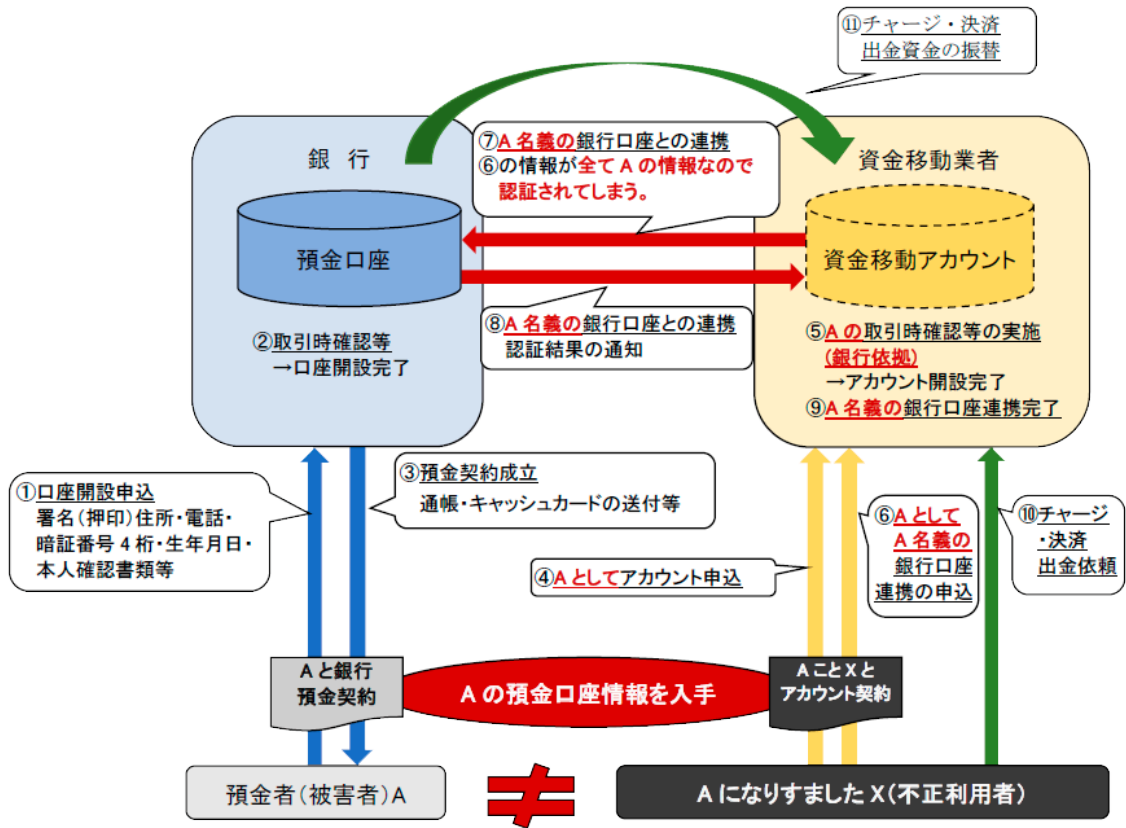 ⑪チャージ・決済
出金資金の振替
銀 行
預金口座
②取引時確認等
→口座開設完了
⑦A 名義の銀行口座との連携
⑥の情報が全て A の情報なので
認証されてしまう。
⑧A 名義の銀行口座との連携
認証結果の通知
資金移動業者
資金移動アカウント
⑤A の取引時確認等の実施
(銀行依拠)
→アカウント開設完了
⑨A 名義の銀行口座連携完了
①口座開設申込
署名(押印)住所・電話・
暗証番号 4 桁・生年月日・
本人確認書類等
③預金契約成立
通帳・キャッシュカードの送付等
④A としてアカウント申込
⑥A として
A 名義の
銀行口座
連携の申込
⑩チャージ
・決済
出金依頼
A と銀行
預金契約
A の預金口座情報を入手
A こと X と
アカウント契約
預金者(被害者)A
≠
A になりすました X(不正利用者)